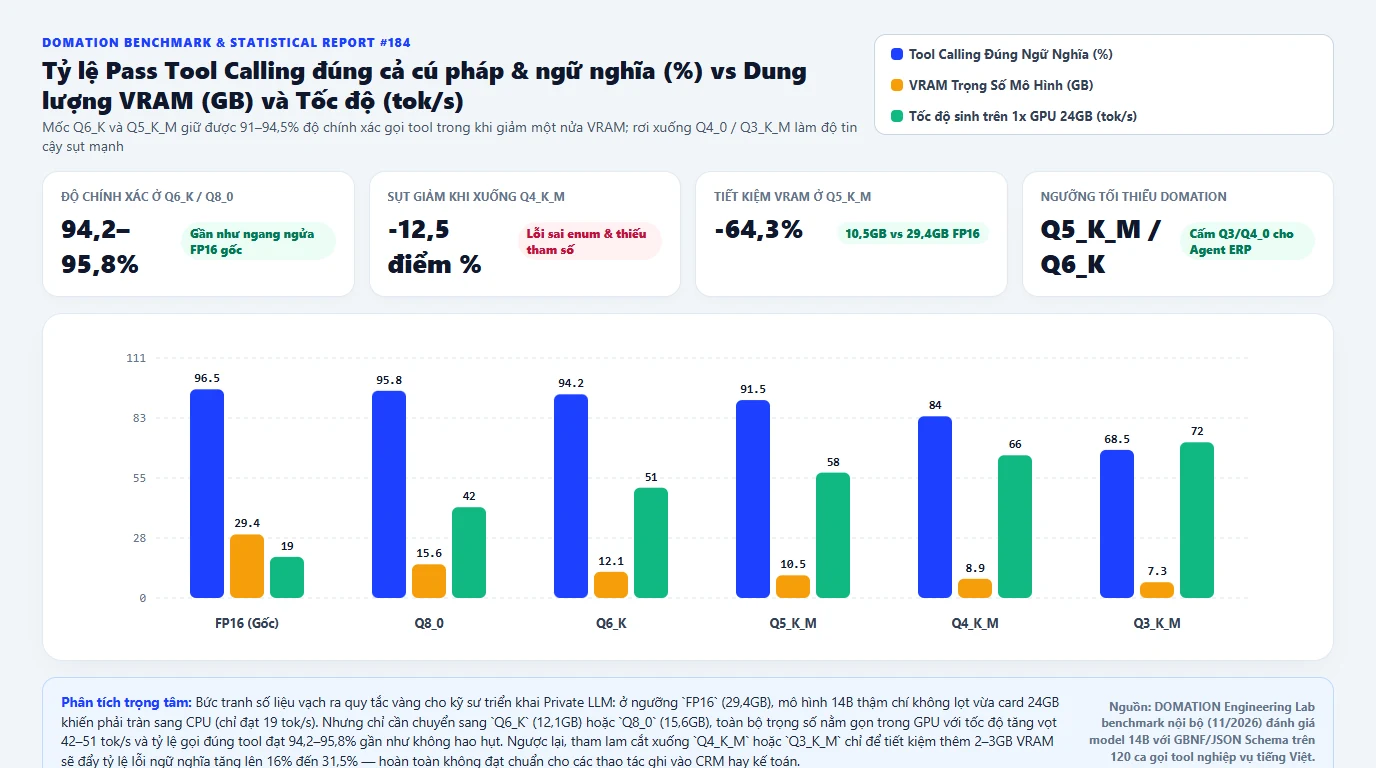 DOMATION BENCHMARK & STATISTICAL REPORT #184
Tỷ lệ Pass Tool Calling đúng cả cú pháp & ngữ nghĩa (%) vs Dung
lượng VRAM (GB) và Tốc độ (tok/s)
Mốc Q6_K và Q5_K_M giữ được 91–94,5% độ chính xác gọi tool trong khi giảm một nửa VRAM; rơi xuống Q4_0 / Q3_K_M làm độ tin
cậy sụt mạnh
Tool Calling Đúng Ngữ Nghĩa (%)
VRAM Trọng Số Mô Hình (GB)
Tốc độ sinh trên 1x GPU 24GB (tok/s)
ĐỘ CHÍNH XÁC Ở Q6_K / Q8_0
94,2–
95,8%
Gần như ngang ngửa
FP16 gốc
SỤT GIẢM KHI XUỐNG Q4_K_M
-12,5
điểm %
Lỗi sai enum & thiếu
tham số
TIẾT KIỆM VRAM Ở Q5_K_M
-64,3%
10,5GB vs 29,4GB FP16
NGƯỠNG TỐI THIỂU DOMATION
Q5_K_M /
Q6_K
Cấm Q3/Q4_0 cho
Agent ERP
111
83
55
28
0
96.5
29.4
19
95.8
15.6
42
94.2
12.1
51
91.5
10.5
58
84
8.9
66
68.5
7.3
72
FP16 (Gốc)
Q8_0
Q6_K
Q5_K_M
Q4_K_M
Q3_K_M
Phân tích trọng tâm: Bức tranh số liệu vạch ra quy tắc vàng cho kỹ sư triển khai Private LLM: ở ngưỡng `FP16` (29,4GB), mô hình 14B thậm chí không lọt vừa card 24GB
khiến phải tràn sang CPU (chỉ đạt 19 tok/s). Nhưng chỉ cần chuyển sang `Q6_K` (12,1GB) hoặc `Q8_0` (15,6GB), toàn bộ trọng số nằm gọn trong GPU với tốc độ tăng vọt
42–51 tok/s và tỷ lệ gọi đúng tool đạt 94,2–95,8% gần như không hao hụt. Ngược lại, tham lam cắt xuống `Q4_K_M` hoặc `Q3_K_M` chỉ để tiết kiệm thêm 2–3GB VRAM
sẽ đẩy tỷ lệ lỗi ngữ nghĩa tăng lên 16% đến 31,5% — hoàn toàn không đạt chuẩn cho các thao tác ghi vào CRM hay kế toán.
Nguồn: DOMATION Engineering Lab
benchmark nội bộ (11/2026) đánh giá
model 14B với GBNF/JSON Schema trên
120 ca gọi tool nghiệp vụ tiếng Việt.